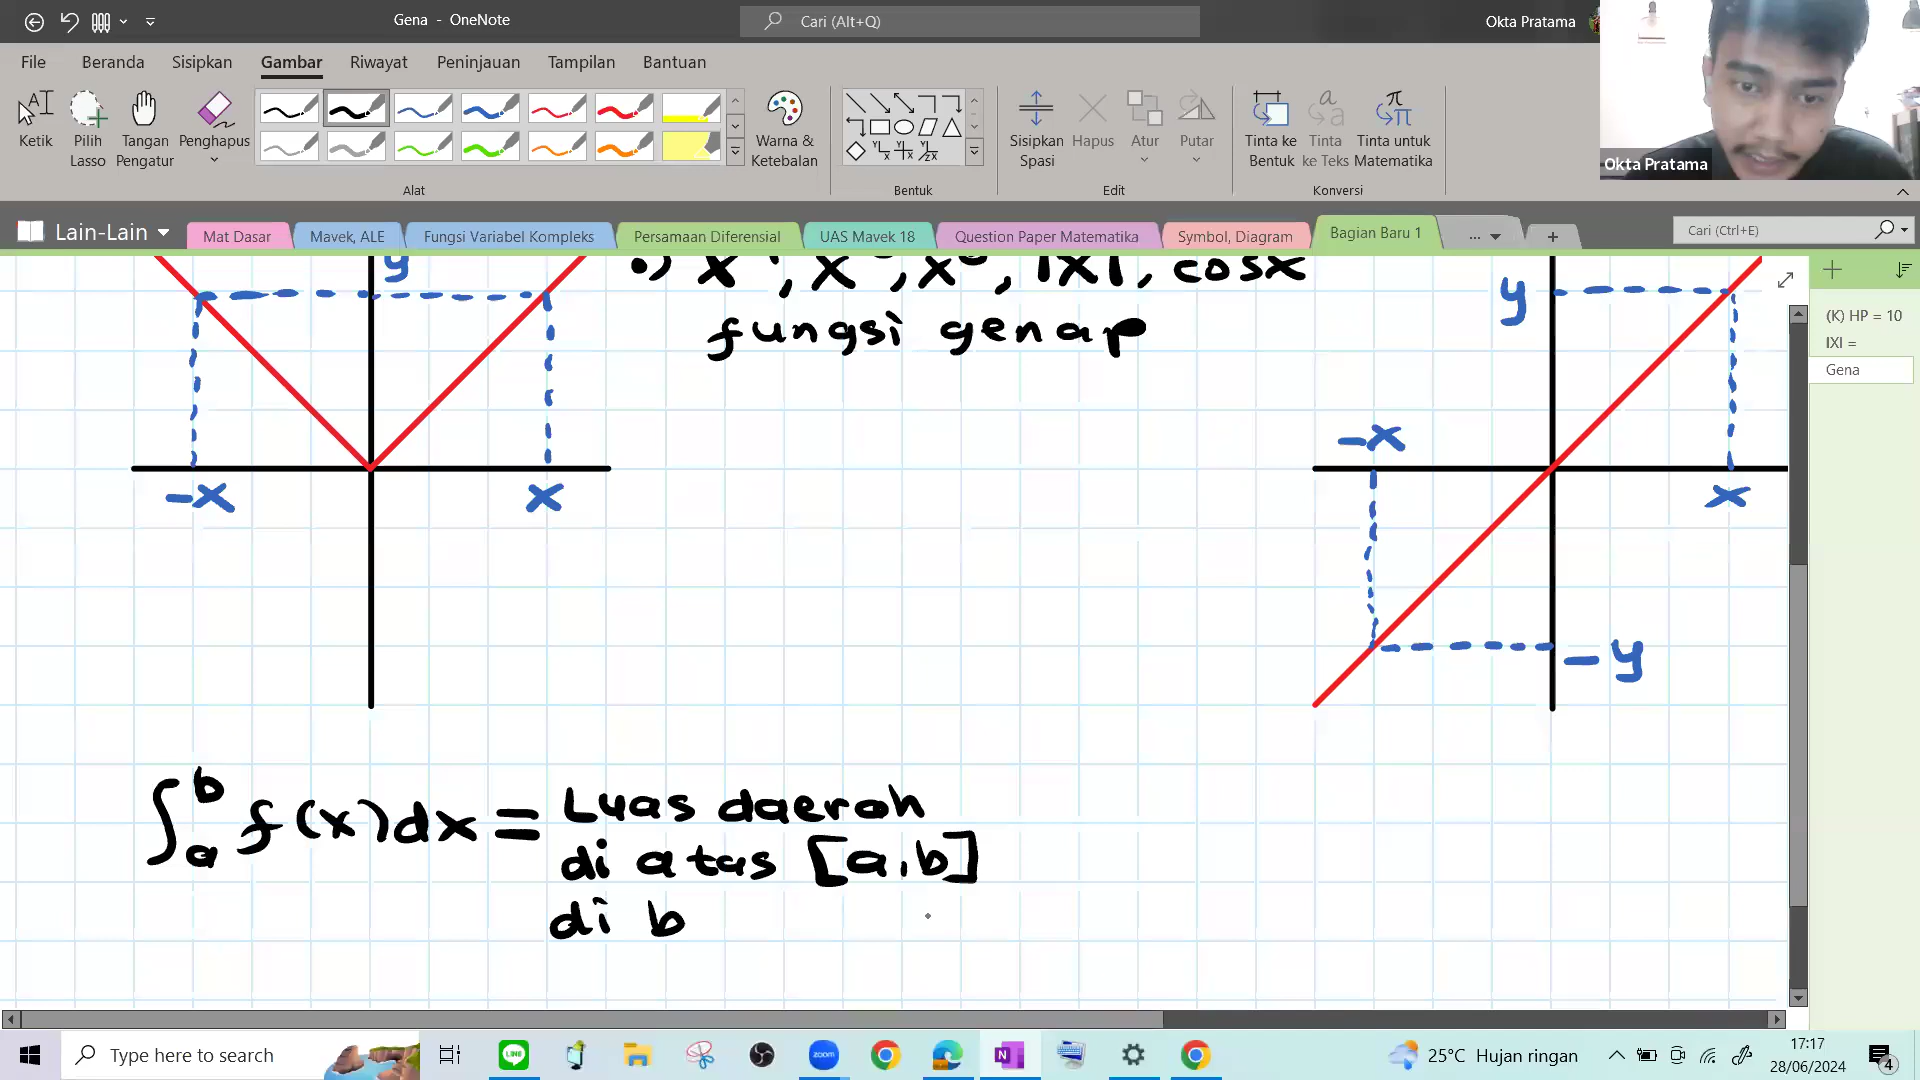 Gena - OneNote
Cari (Alt+Q)
Okta Pratama
File Beranda Sisipkan Gambar Riwayat Peninjauan Tampilan Bantuan
Ketik
Pilih Lasso
Tangan Pengatur
Penghapus
Warna & Ketebalan
Sisipkan Spasi
Hapus
Atur
Putar
Tinta ke Bentuk
Tinta ke Teks
Tinta untuk Matematika
Alat
Bentuk
Edit
Konversi
Okta Pratama
Lain-Lain
Mat Dasar
Mavek, ALE
Fungsi Variabel Kompleks
Persamaan Diferensial
UAS Mavek 18
Question Paper Matematika
Symbol, Diagram
Bagian Baru 1
...
Cari (Ctrl+E)
(K) HP = 10
IXI =
Gena
y
|x|, cosx
fungsi genap
-x
x
y
-x
x
-y
∫ₐᵇ f(x)dx = Luas daerah
di atas [a,b]
di b
Type here to search
zoom
25°C Hujan ringan
17:17
28/06/2024
4